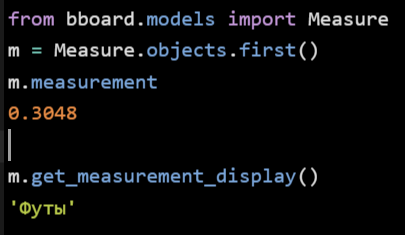 from bboard.models import Measure
m = Measure.objects.first()
m.measurement
0.3048
m.get_measurement_display()
'Футы'